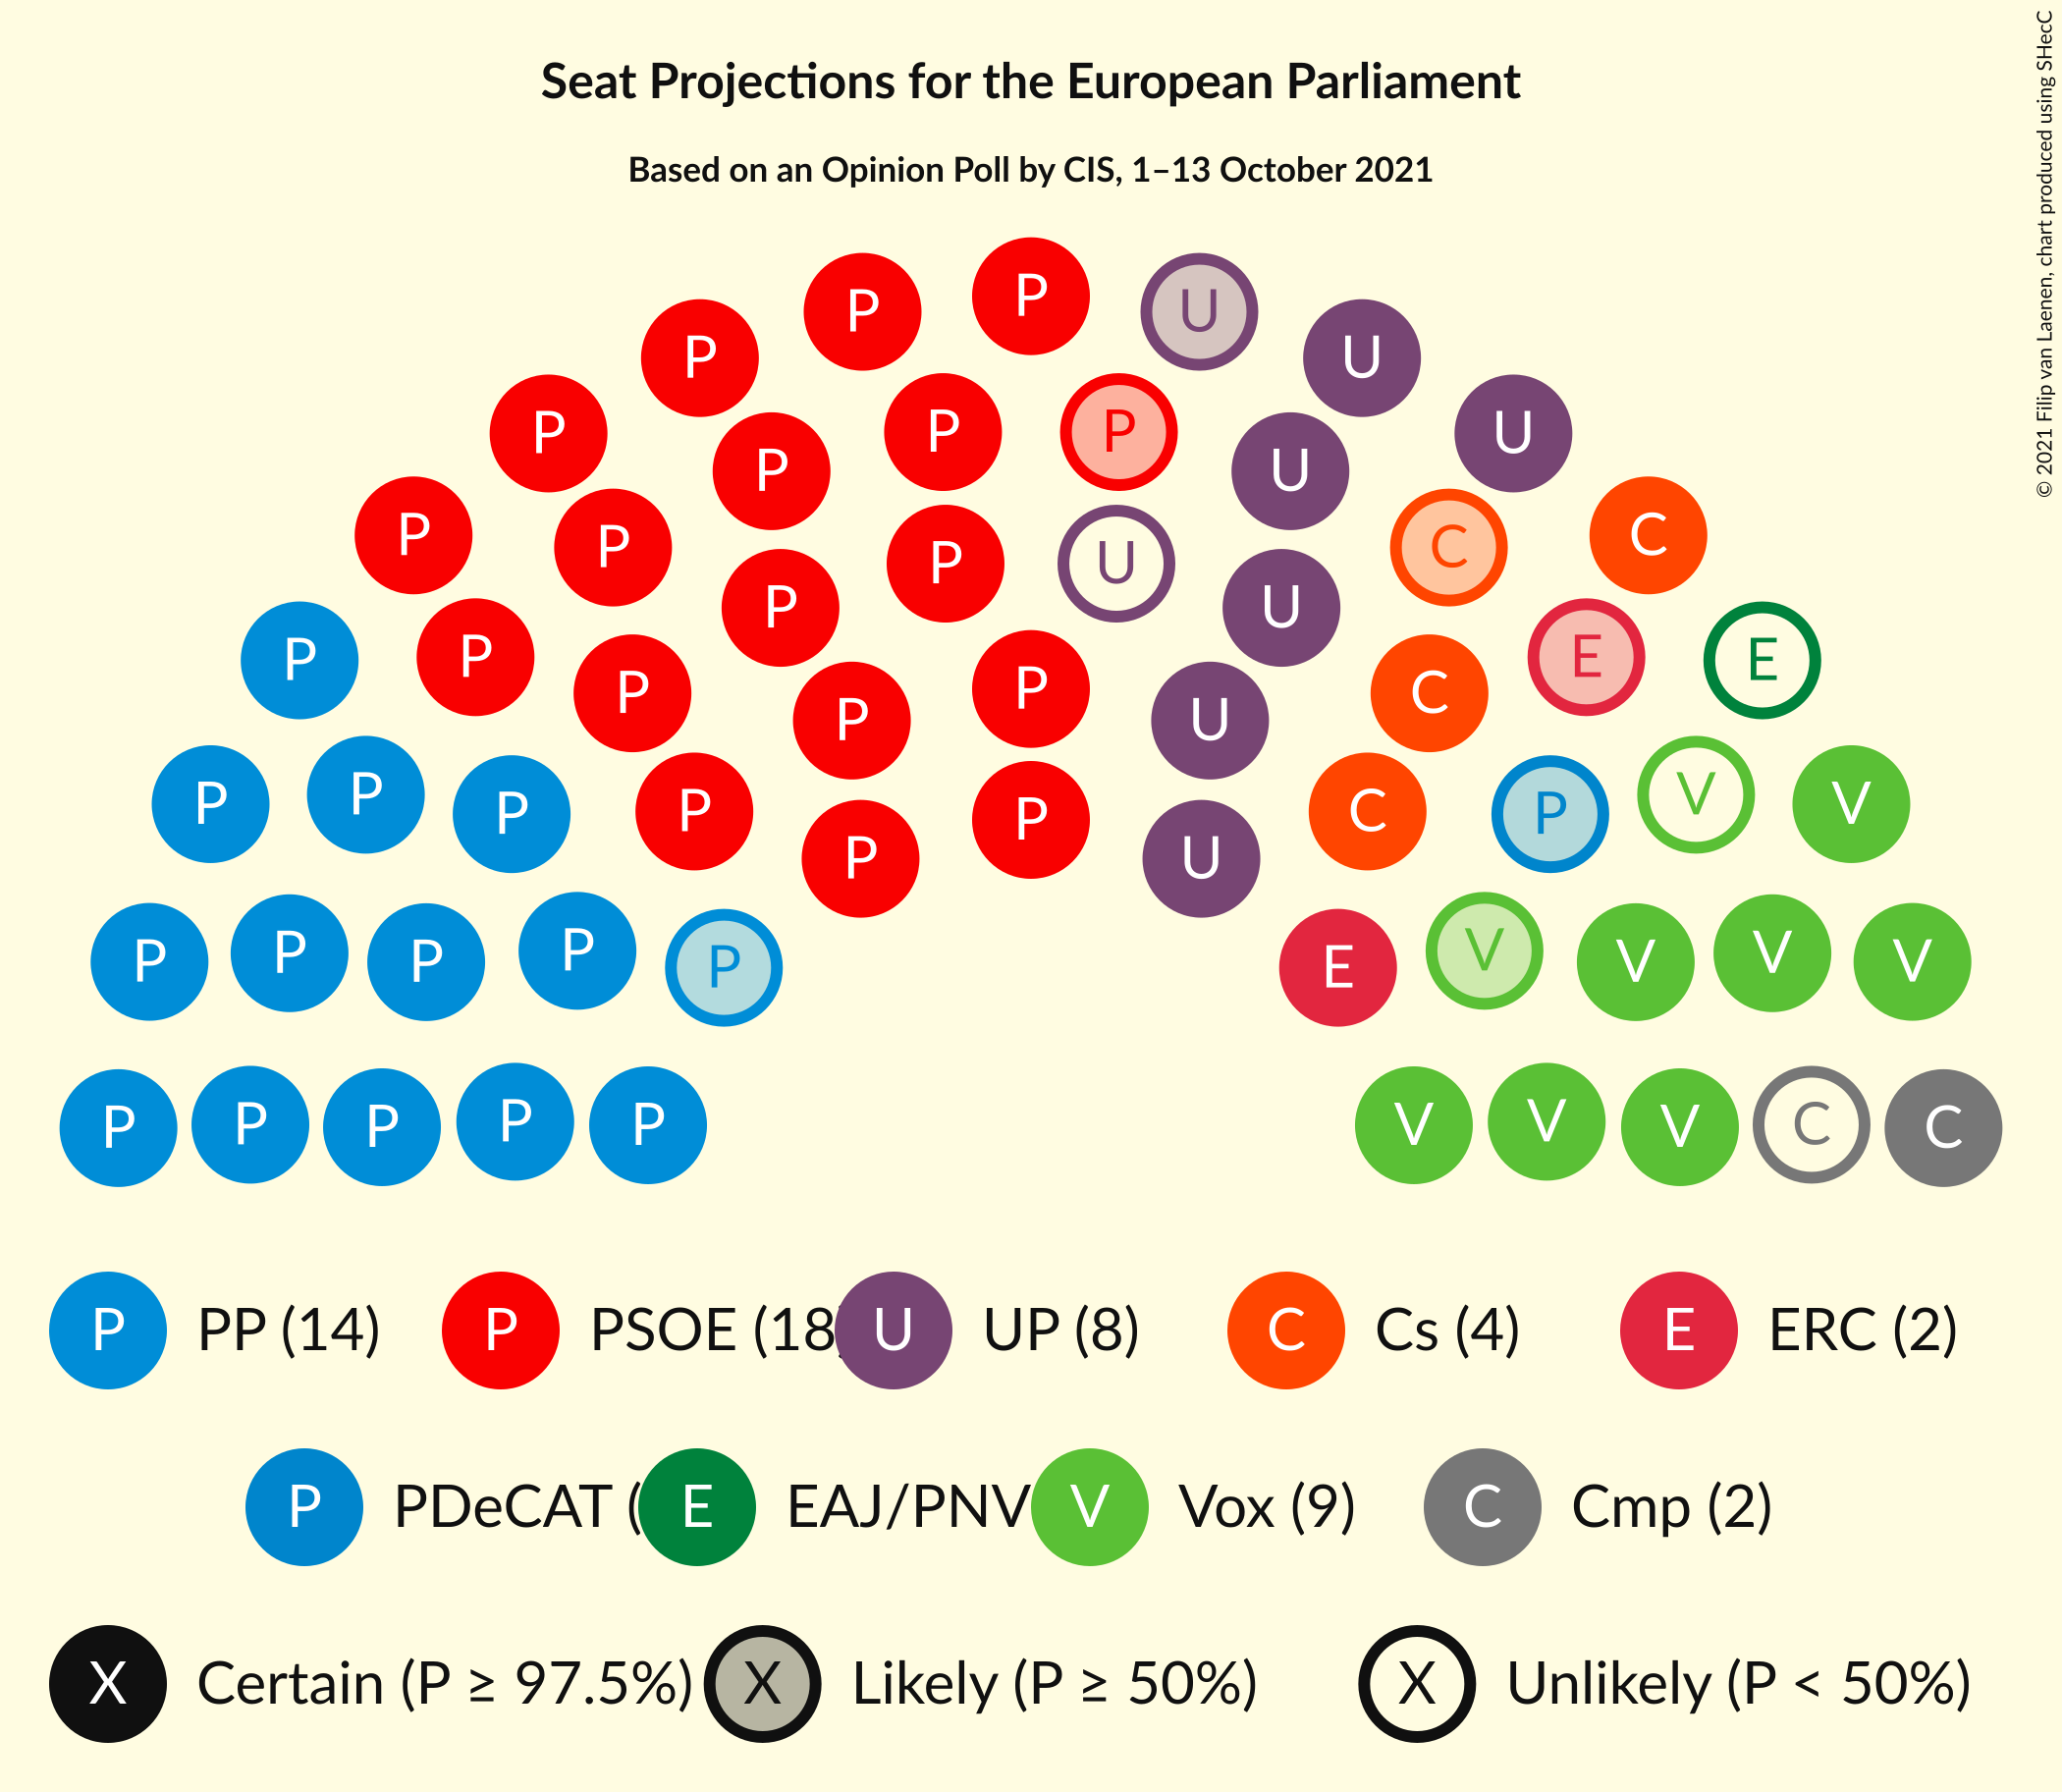 Seat Projections for the European Parliament
Based on an Opinion Poll by CIS, 1–13 October 2021
© 2021 Filip van Laenen, chart produced using SHecC
P P U
P U
P P P U
P U
P P C C
P U
P U
P P E E
P P C
P U
P P P P P C P V V
P U
P P P P P E V V V V
P P P P P V V V C C
P PP (14) P PSOE (18 U UP (8) C Cs (4) E ERC (2)
P PDeCAT ( E EAJ/PNV V Vox (9) C Cmp (2)
X Certain (P ≥ 97.5%) X Likely (P ≥ 50%) X Unlikely (P < 50%)